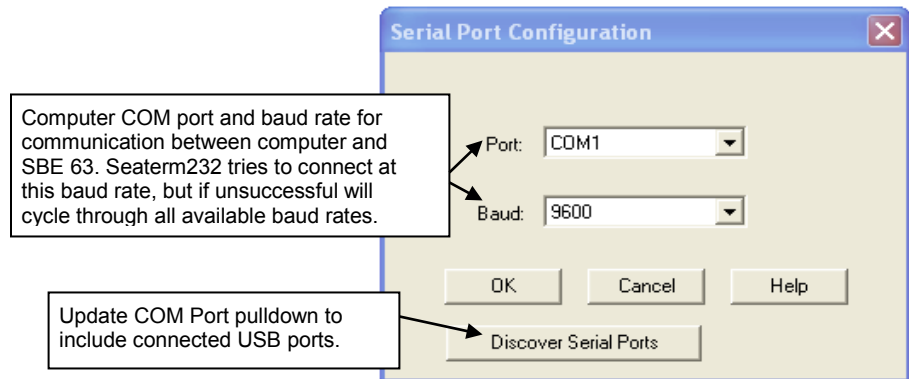 Serial Port Configuration
Computer COM port and baud rate for
communication between computer and
SBE 63. Seaterm232 tries to connect at
this baud rate, but if unsuccessful will
cycle through all available baud rates.
Port: COM1
Baud: 9600
OK Cancel Help
Update COM Port pulldown to
include connected USB ports.
Discover Serial Ports